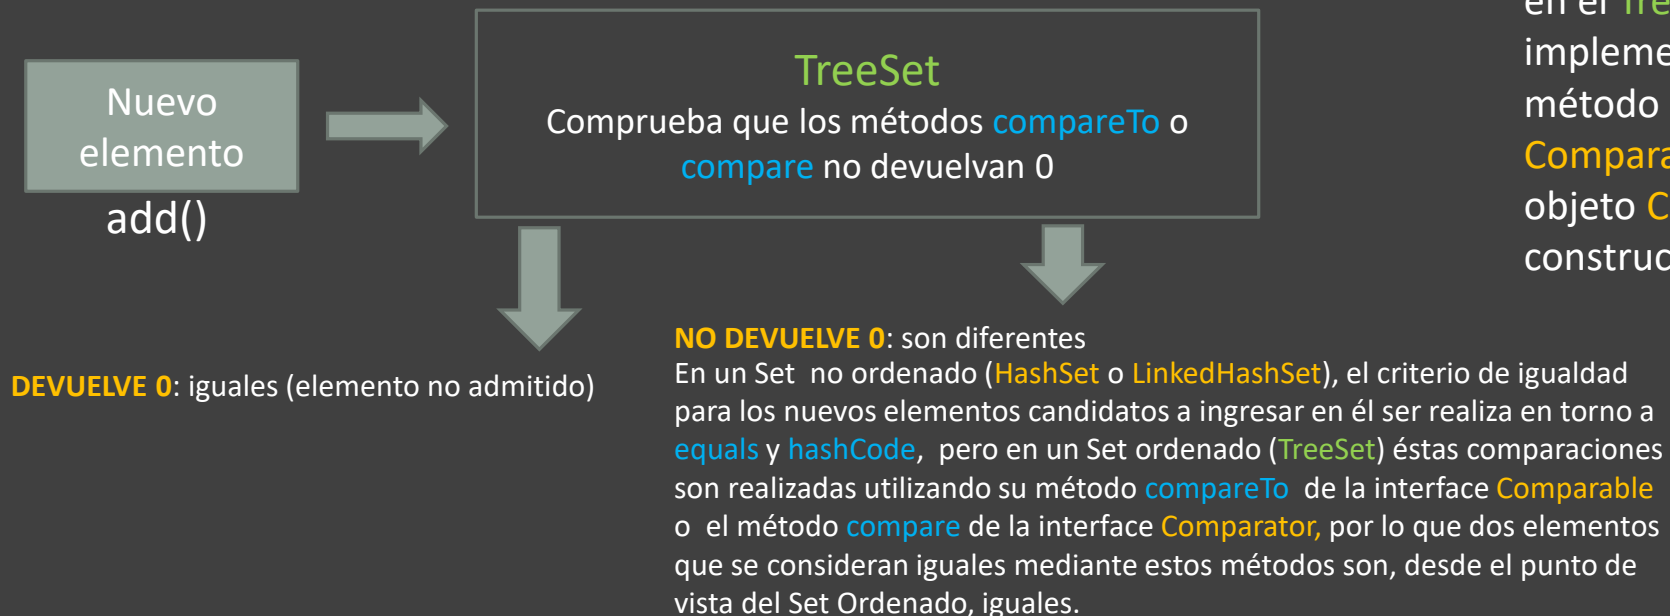 Nuevo
elemento
add()
TreeSet
Comprueba que los métodos compareTo o
compare no devuelvan 0
en el
impleme
método
Compara
objeto C
construc
DEVUELVE 0: iguales (elemento no admitido)
NO DEVUELVE 0: son diferentes
En un Set no ordenado (HashSet o LinkedHashSet), el criterio de igualdad
para los nuevos elementos candidatos a ingresar en él ser realiza en torno a
equals y hashCode, pero en un Set ordenado (TreeSet) éstas comparaciones
son realizadas utilizando su método compareTo de la interface Comparable
o el método compare de la interface Comparator, por lo que dos elementos
que se consideran iguales mediante estos métodos son, desde el punto de
vista del Set Ordenado, iguales.